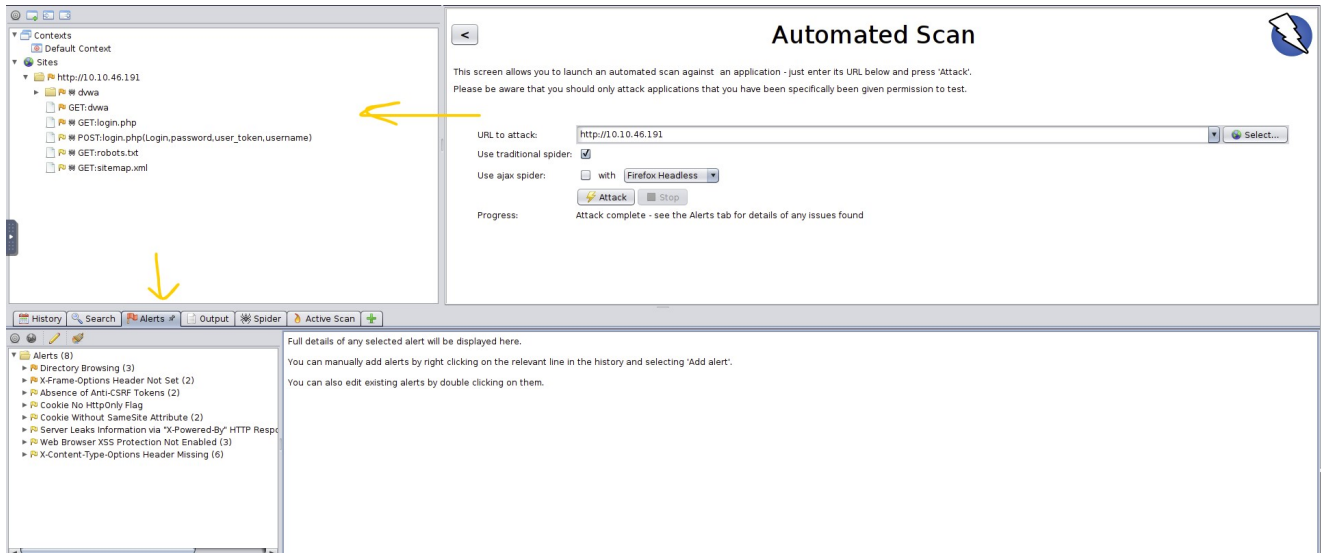 Contexts
Default Context
Sites
http://10.10.46.191
dvwa
GET:dvwa
GET:login.php
POST:login.php(Login,password,user_token,username)
GET:robots.txt
GET:sitemap.xml
<
Automated Scan
This screen allows you to launch an automated scan against an application - just enter its URL below and press 'Attack'.
Please be aware that you should only attack applications that you have been specifically been given permission to test.
URL to attack: http://10.10.46.191 Select...
Use traditional spider:
Use ajax spider: with Firefox Headless
Attack Stop
Progress: Attack complete - see the Alerts tab for details of any issues found
History Search Alerts Output Spider Active Scan
Alerts (8)
Directory Browsing (3)
X-Frame-Options Header Not Set (2)
Absence of Anti-CSRF Tokens (2)
Cookie No HttpOnly Flag
Cookie Without SameSite Attribute (2)
Server Leaks Information via "X-Powered-By" HTTP Respo
Web Browser XSS Protection Not Enabled (3)
X-Content-Type-Options Header Missing (6)
Full details of any selected alert will be displayed here.
You can manually add alerts by right clicking on the relevant line in the history and selecting 'Add alert'.
You can also edit existing alerts by double clicking on them.